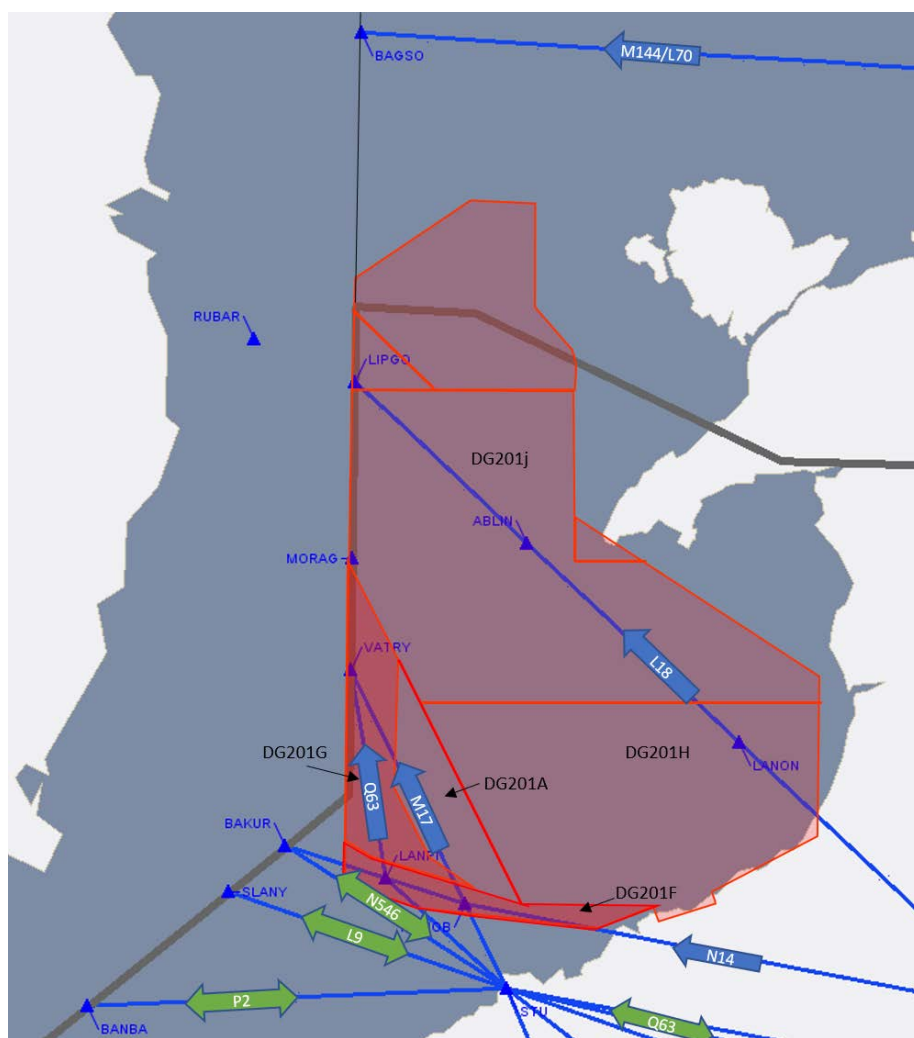 BAGSO
M144/L70
RUBAR
LIPGO
DG201j
ABLIN
MORAG
VATRY
L18
DG201G
DG201H
LANON
Q63
M17
DG201A
BAKUR
SLANY
N546
DG201F
L9
OB
N14
P2
BANBA
STU
Q63